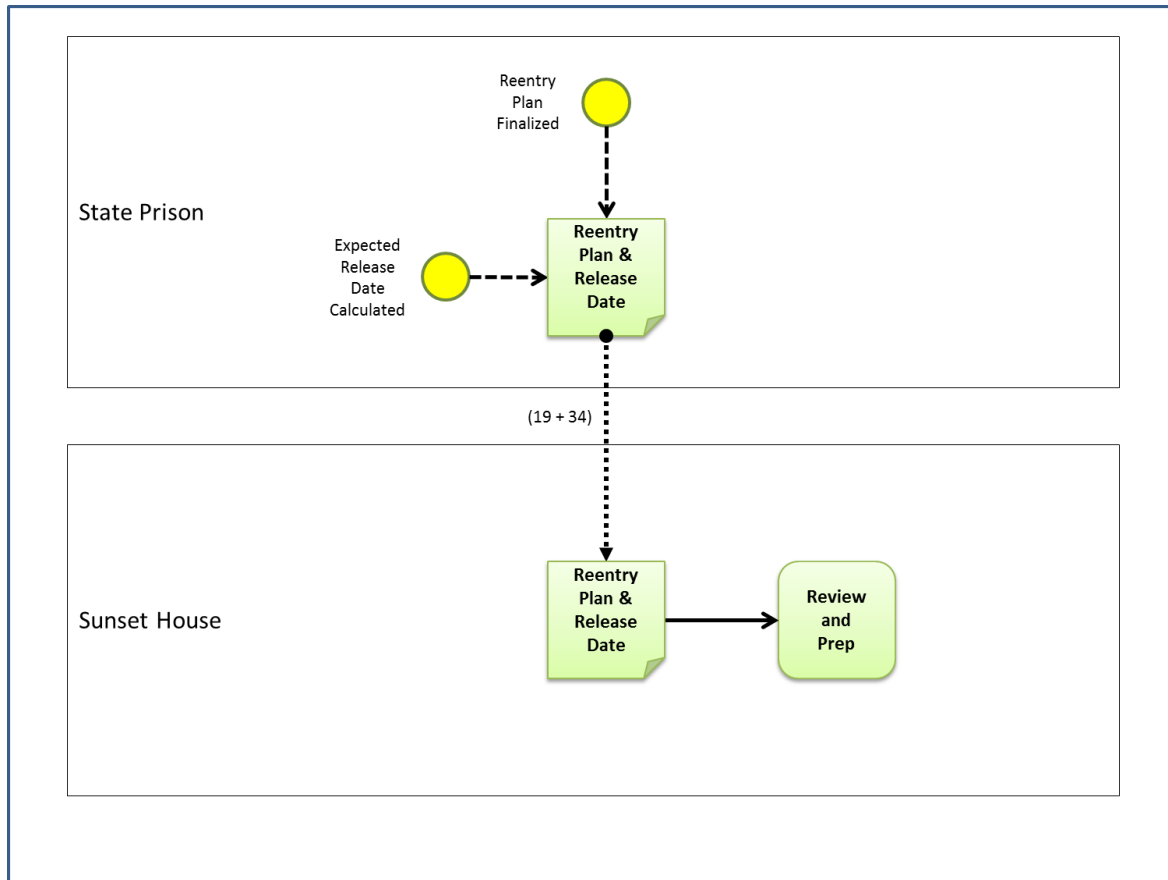 Reentry
Plan
Finalized
State Prison
Reentry
Plan &
Release
Date
Expected
Release
Date
Calculated
(19 + 34)
Sunset House
Reentry
Plan &
Release
Date
Review
and
Prep